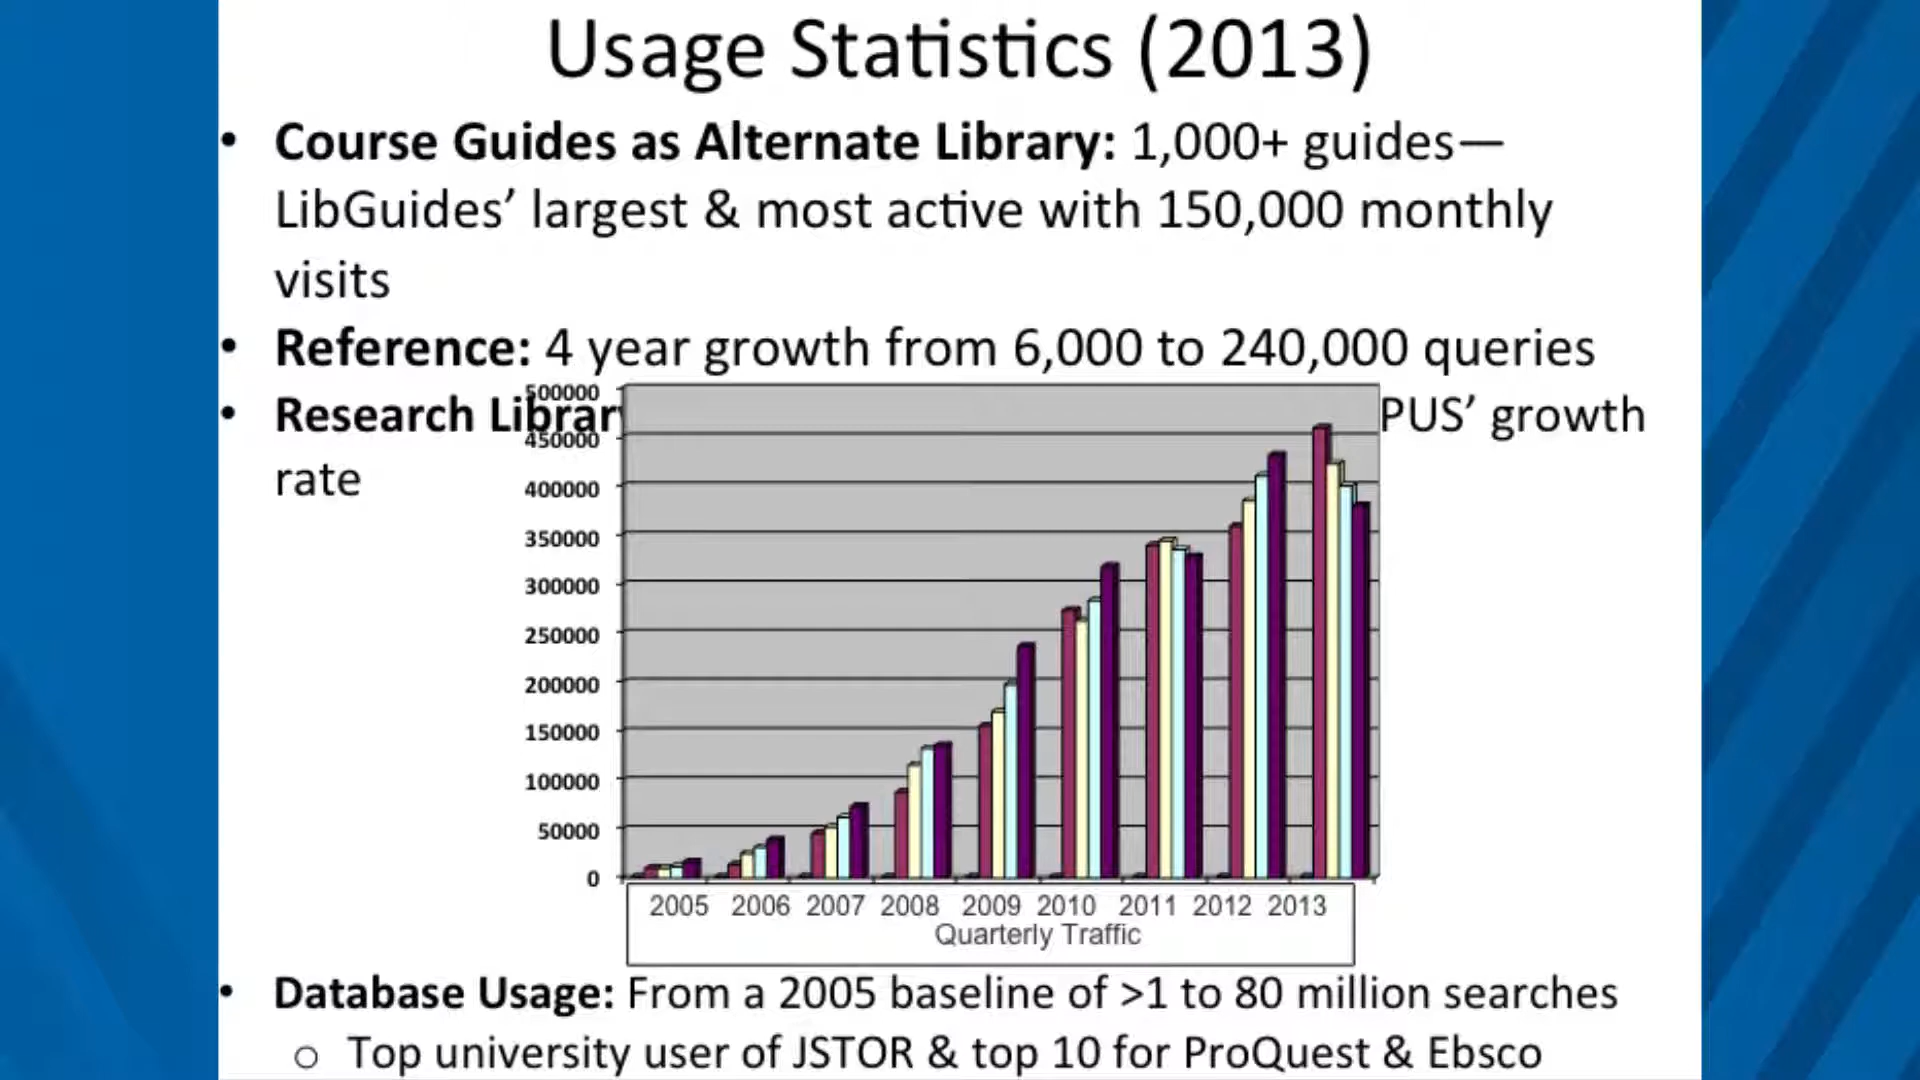 Usage Statistics (2013)
• Course Guides as Alternate Library: 1,000+ guides—
LibGuides’ largest & most active with 150,000 monthly
visits
• Reference: 4 year growth from 6,000 to 240,000 queries
• Research PUS’ growth
rate
500000
450000
400000
350000
300000
250000
200000
150000
100000
50000
0
2005 2006 2007 2008 2009 2010 2011 2012 2013
Quarterly Traffic
• Database Usage: From a 2005 baseline of >1 to 80 million searches
○ Top university user of JSTOR & top 10 for ProQuest & Ebsco